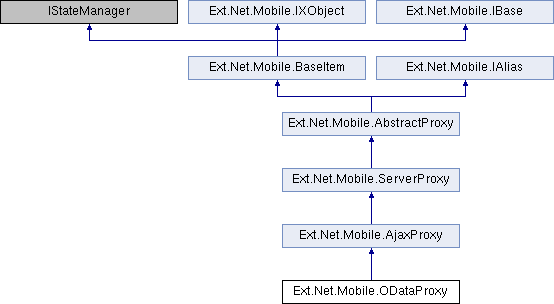 IStateManager Ext.Net.Mobile.IXObject Ext.Net.Mobile.IBase
Ext.Net.Mobile.BaseItem Ext.Net.Mobile.IAlias
Ext.Net.Mobile.AbstractProxy
Ext.Net.Mobile.ServerProxy
Ext.Net.Mobile.AjaxProxy
Ext.Net.Mobile.ODataProxy